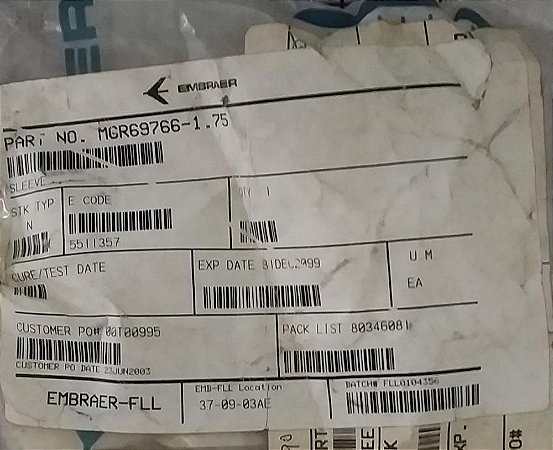 EMBRAER
PART NO. MGR69766-1.75
SLEEVE
STK TYP
N
E CODE
5511357
QTY 1
CURE/TEST DATE
EXP DATE 31DEC2099
U M
EA
CUSTOMER PO# 00T00995
CUSTOMER PO DATE 23JUN2003
PACK LIST 80346081
EMBRAER-FLL
EMB-FLL Location
37-09-03AE
BATCH# FLL0104356